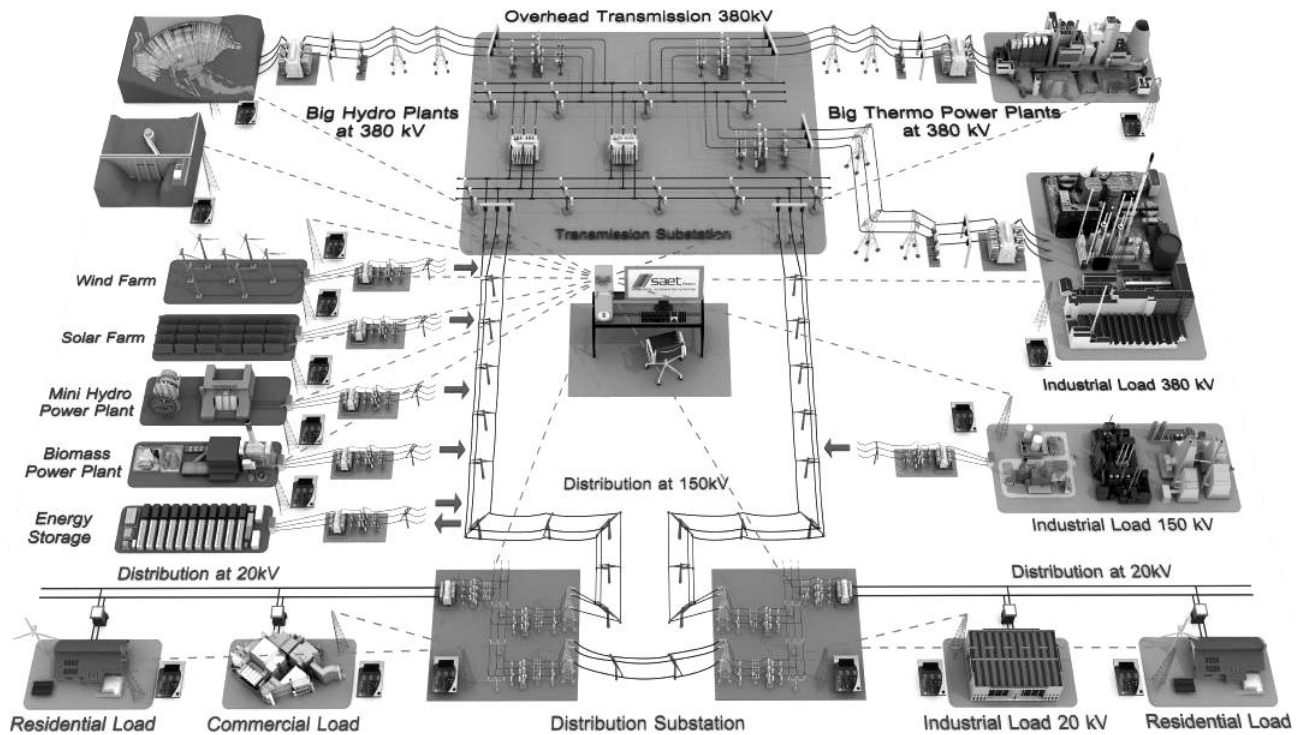 Overhead Transmission 380kV
Big Hydro Plants
at 380 kV
Big Thermo Power Plants
at 380 kV
Transmission Substation
saet
Wind Farm
Solar Farm
Mini Hydro
Power Plant
Biomass
Power Plant
Energy
Storage
Industrial Load 380 kV
Distribution at 150kV
Industrial Load 150 kV
Distribution at 20kV
Distribution at 20kV
Residential Load
Commercial Load
Distribution Substation
Industrial Load 20 kV
Residential Load